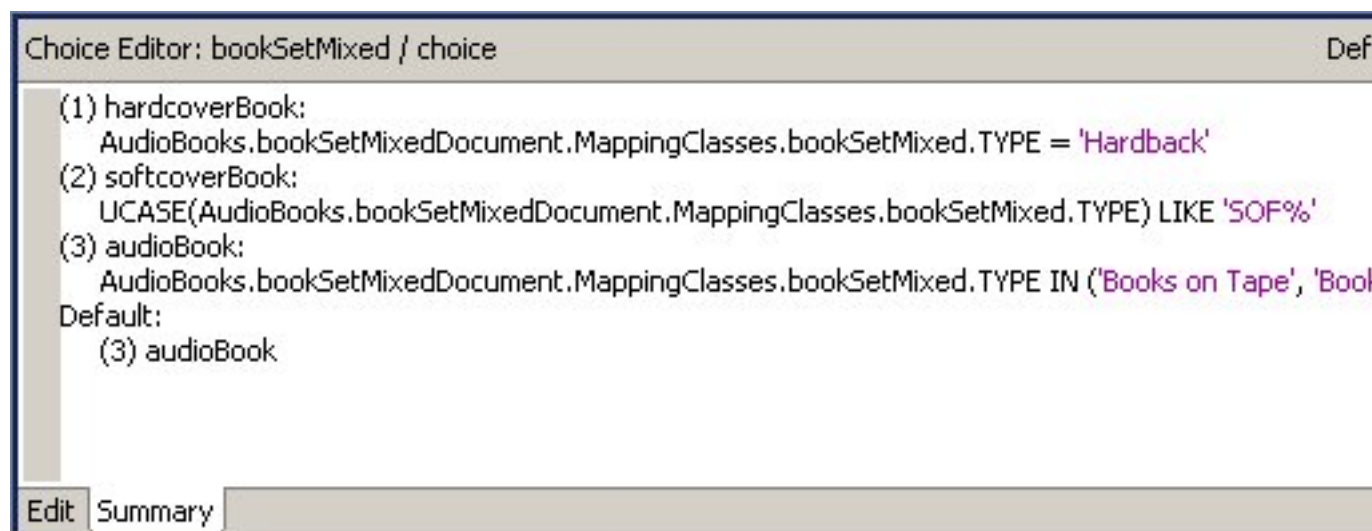 Choice Editor: bookSetMixed / choice Def
(1) hardcoverBook:
AudioBooks.bookSetMixedDocument.MappingClasses.bookSetMixed.TYPE = 'Hardback'
(2) softcoverBook:
UCASE(AudioBooks.bookSetMixedDocument.MappingClasses.bookSetMixed.TYPE) LIKE 'SOF%'
(3) audioBook:
AudioBooks.bookSetMixedDocument.MappingClasses.bookSetMixed.TYPE IN ('Books on Tape', 'Book
Default:
(3) audioBook
Edit Summary